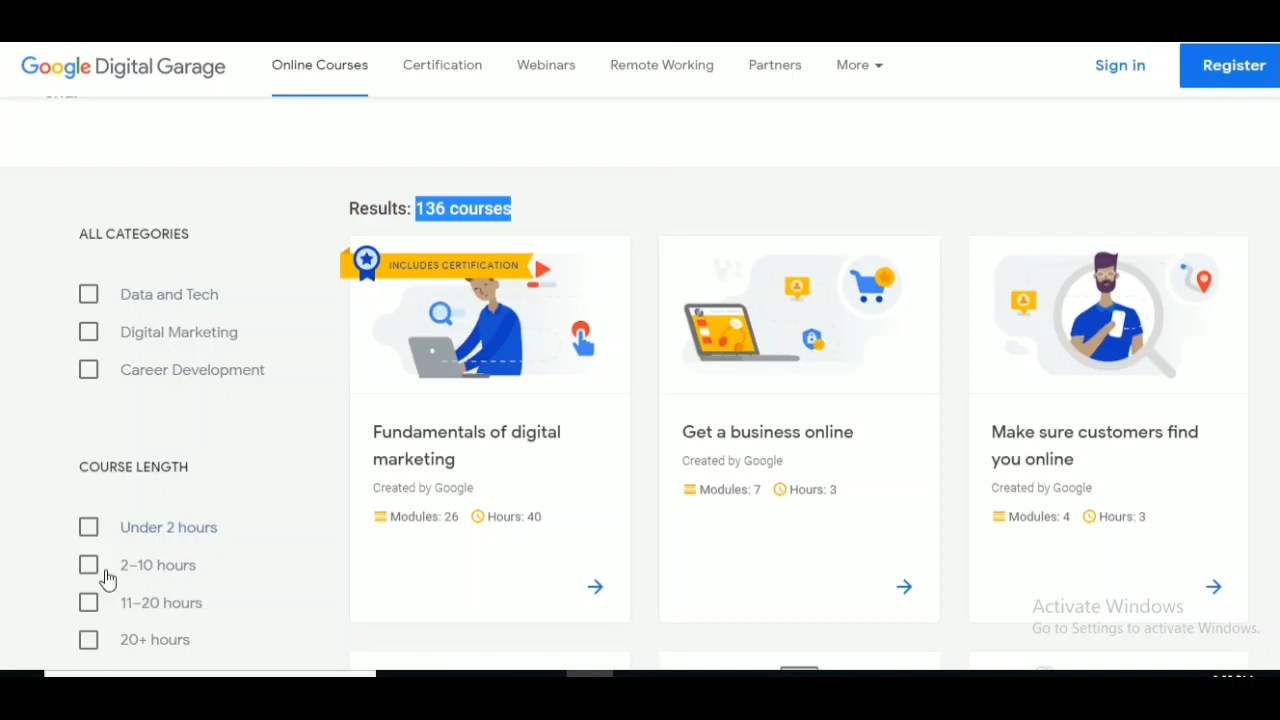 Google Digital Garage
Online Courses
Certification
Webinars
Remote Working
Partners
More
Sign in
Register
Results: 136 courses
ALL CATEGORIES
Data and Tech
Digital Marketing
Career Development
COURSE LENGTH
Under 2 hours
2–10 hours
11–20 hours
20+ hours
INCLUDES CERTIFICATION
Fundamentals of digital
marketing
Created by Google
Modules: 26 Hours: 40
Get a business online
Created by Google
Modules: 7 Hours: 3
Make sure customers find
you online
Created by Google
Modules: 4 Hours: 3
Activate Windows
Go to Settings to activate Windows.